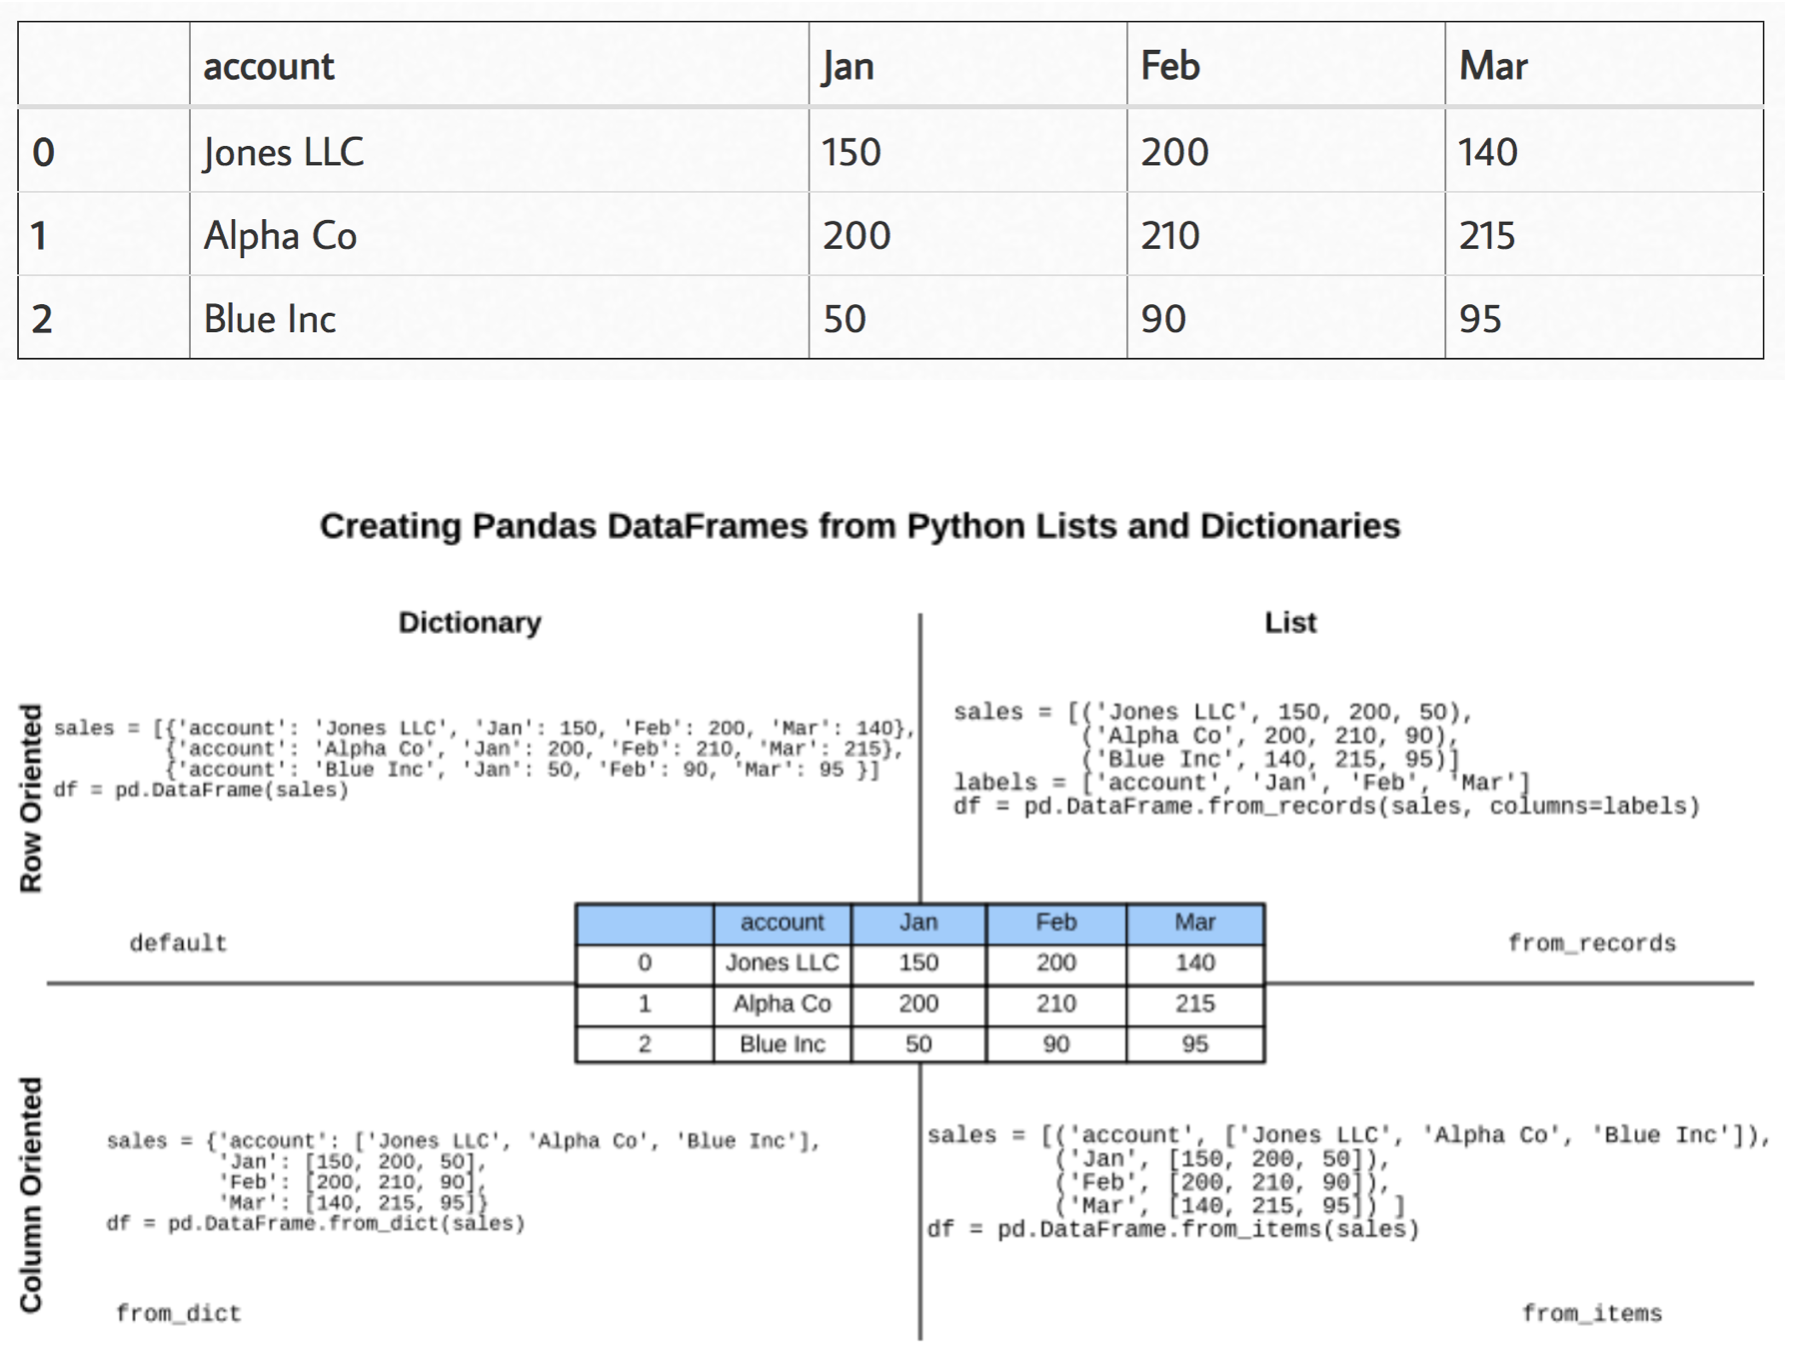 account Jan Feb Mar
0 Jones LLC 150 200 140
1 Alpha Co 200 210 215
2 Blue Inc 50 90 95
Creating Pandas DataFrames from Python Lists and Dictionaries
Dictionary
List
Row Oriented
sales = [{'account': 'Jones LLC', 'Jan': 150, 'Feb': 200, 'Mar': 140},
{'account': 'Alpha Co', 'Jan': 200, 'Feb': 210, 'Mar': 215},
{'account': 'Blue Inc', 'Jan': 50, 'Feb': 90, 'Mar': 95 }]
df = pd.DataFrame(sales)
default
sales = [('Jones LLC', 150, 200, 50),
('Alpha Co', 200, 210, 90),
('Blue Inc', 140, 215, 95)]
labels = ['account', 'Jan', 'Feb', 'Mar']
df = pd.DataFrame.from_records(sales, columns=labels)
from_records
account Jan Feb Mar
0 Jones LLC 150 200 140
1 Alpha Co 200 210 215
2 Blue Inc 50 90 95
Column Oriented
sales = {'account': ['Jones LLC', 'Alpha Co', 'Blue Inc'],
'Jan': [150, 200, 50],
'Feb': [200, 210, 90],
'Mar': [140, 215, 95]}
df = pd.DataFrame.from_dict(sales)
from_dict
sales = [('account', ['Jones LLC', 'Alpha Co', 'Blue Inc']),
('Jan', [150, 200, 50]),
('Feb', [200, 210, 90]),
('Mar', [140, 215, 95]) ]
df = pd.DataFrame.from_items(sales)
from_items